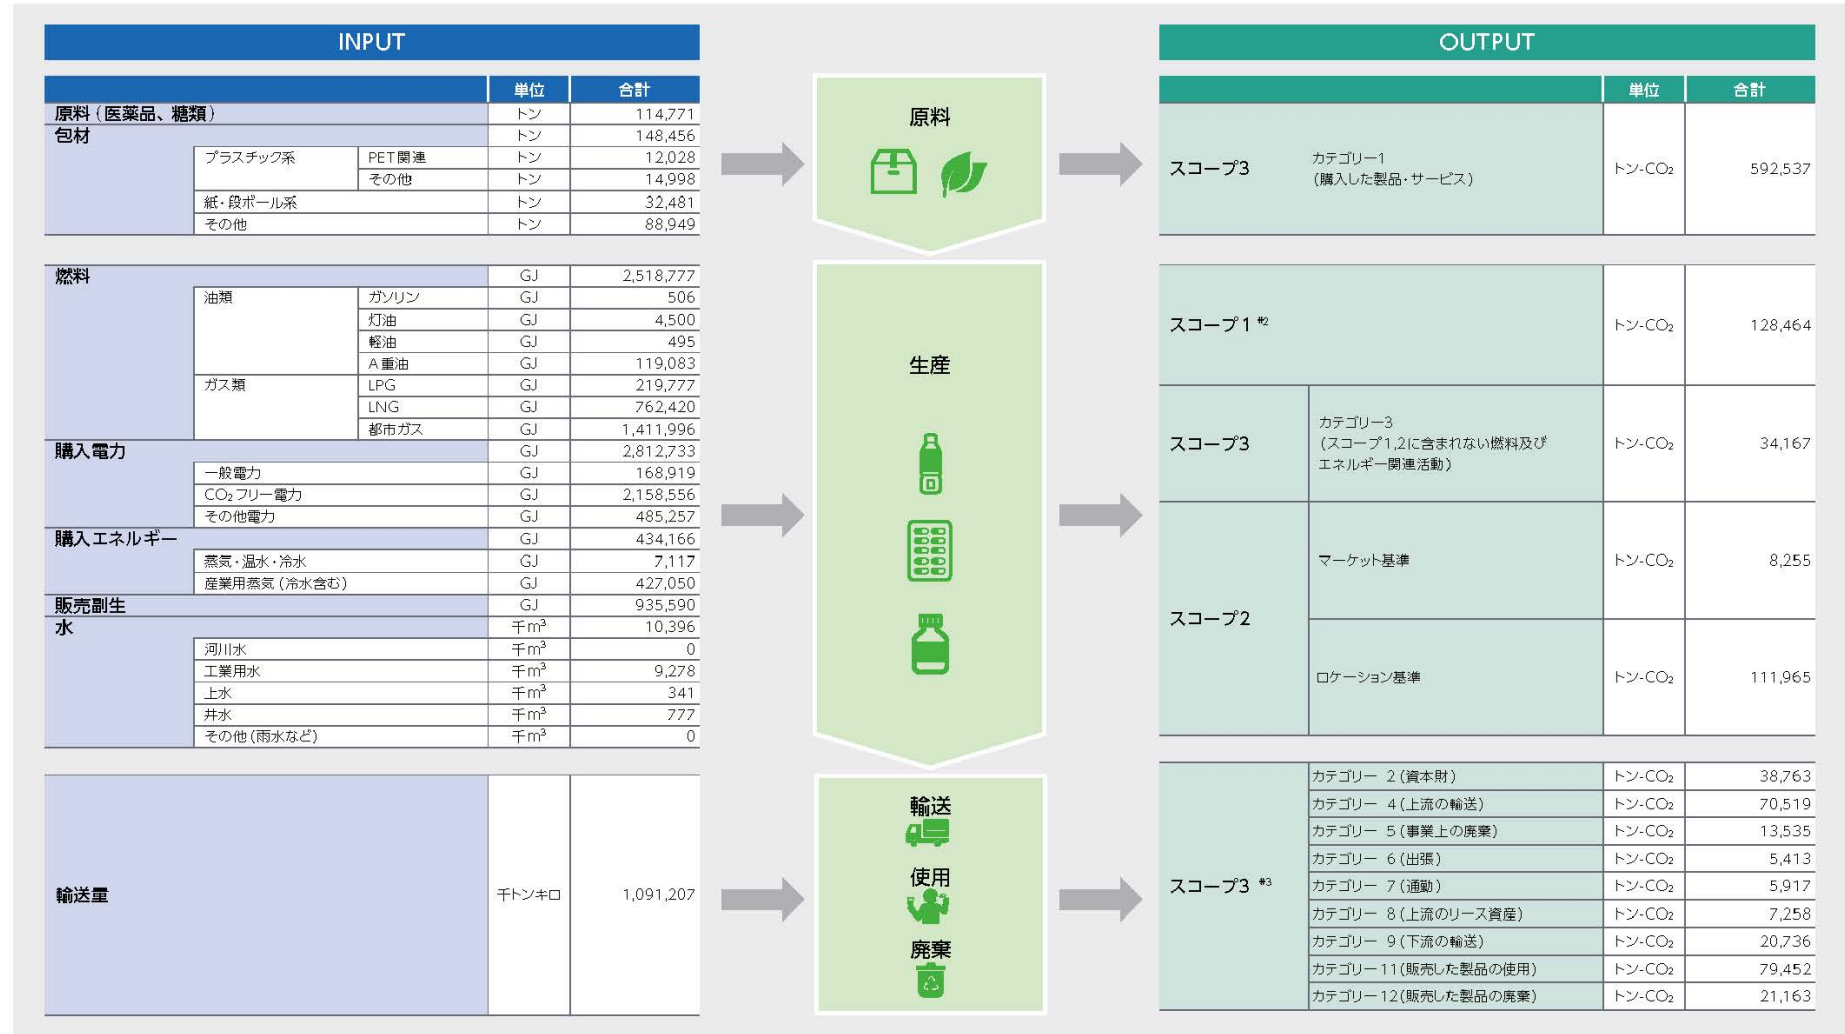 INPUT
単位 合計
原料(医薬品、糖類) トン 114,771
包材 トン 148,456
プラスチック系 PET関連 トン 12,028
その他 トン 14,998
紙・段ボール系 トン 32,481
その他 トン 88,949
燃料 GJ 2,518,777
油類 ガソリン GJ 506
灯油 GJ 4,500
軽油 GJ 495
A重油 GJ 119,083
ガス類 LPG GJ 219,777
LNG GJ 762,420
都市ガス GJ 1,411,996
購入電力 GJ 2,812,733
一般電力 GJ 168,919
CO₂フリー電力 GJ 2,158,556
その他電力 GJ 485,257
購入エネルギー GJ 434,166
蒸気・温水・冷水 GJ 7,117
産業用蒸気(冷水含む) GJ 427,050
販売副生 GJ 935,590
水 千m³ 10,396
河川水 千m³ 0
工業用水 千m³ 9,278
上水 千m³ 341
井水 千m³ 777
その他(雨水など) 千m³ 0
輸送量 千トンキロ 1,091,207
原料
生産
輸送
使用
廃棄
OUTPUT
単位 合計
スコープ3 カテゴリー1
(購入した製品・サービス) トン-CO₂ 592,537
スコープ1 #2 トン-CO₂ 128,464
スコープ3 カテゴリー3
(スコープ1,2に含まれない燃料及び
エネルギー関連活動) トン-CO₂ 34,167
スコープ2 マーケット基準 トン-CO₂ 8,255
ロケーション基準 トン-CO₂ 111,965
スコープ3 #3
カテゴリー 2(資本財) トン-CO₂ 38,763
カテゴリー 4(上流の輸送) トン-CO₂ 70,519
カテゴリー 5(事業上の廃棄) トン-CO₂ 13,535
カテゴリー 6(出張) トン-CO₂ 5,413
カテゴリー 7(通勤) トン-CO₂ 5,917
カテゴリー 8(上流のリース資産) トン-CO₂ 7,258
カテゴリー 9(下流の輸送) トン-CO₂ 20,736
カテゴリー11(販売した製品の使用) トン-CO₂ 79,452
カテゴリー12(販売した製品の廃棄) トン-CO₂ 21,163